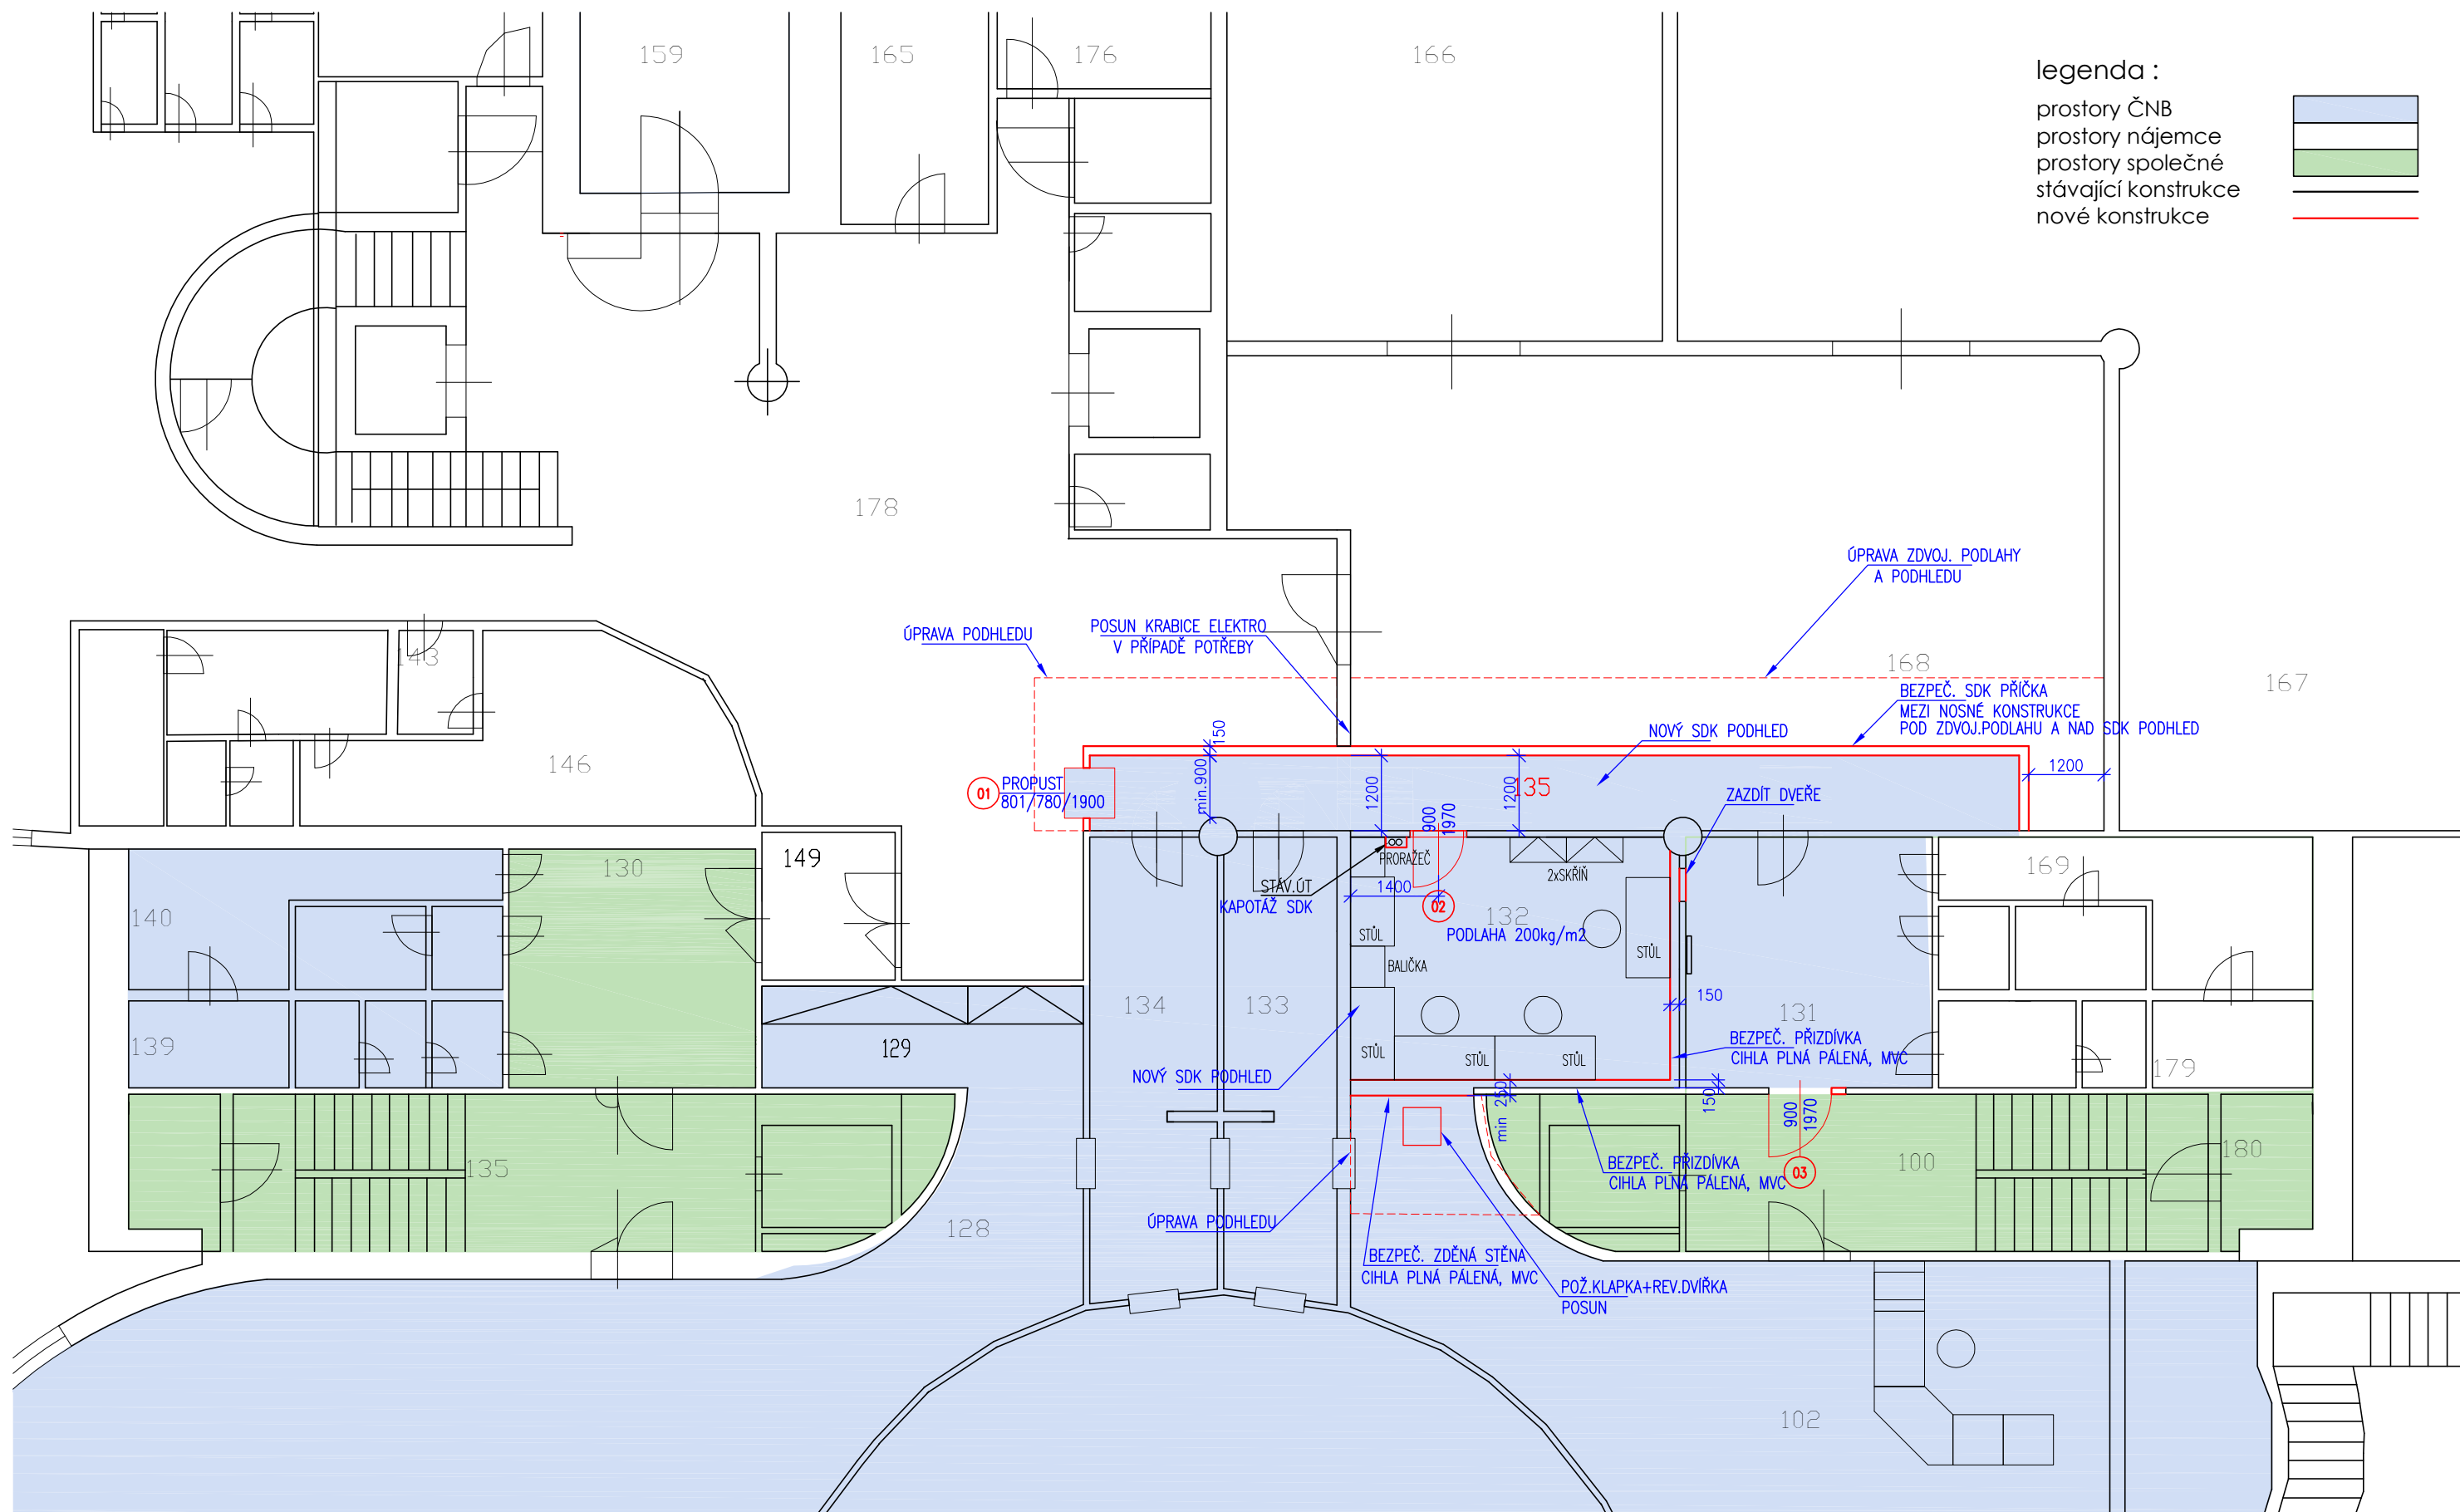 159
165
176
166
legenda :
prostory ČNB
prostory nájemce
prostory společné
stávající konstrukce
nové konstrukce
178
ÚPRAVA ZDVOJ. PODLAHY
A PODHLEDU
ÚPRAVA PODHLEDU
POSUN KRABICE ELEKTRO
V PŘÍPADĚ POTŘEBY
143
168
167
BEZPEČ. SDK PŘÍČKA
MEZI NOSNÉ KONSTRUKCE
POD ZDVOJ.PODLAHU A NAD SDK PODHLED
150
NOVÝ SDK PODHLED
146
01
PROPUST
801/780/1900
min.900
1200
1200
135
1200
900
1970
ZAZDÍT DVEŘE
149
130
PRORAŽEČ
2xSKŘÍŇ
169
STÁV.ÚT
KAPOTÁŽ SDK
1400
02
132
140
STŮL
PODLAHA 200kg/m2
STŮL
BALIČKA
134
133
150
131
139
129
STŮL
STŮL
STŮL
BEZPEČ. PŘIZDÍVKA
CIHLA PLNÁ PÁLENÁ, MVC
NOVÝ SDK PODHLED
179
min 250
150
900
1970
135
BEZPEČ. PŘIZDÍVKA
CIHLA PLNÁ PÁLENÁ, MVC
03
100
180
128
ÚPRAVA PODHLEDU
BEZPEČ. ZDĚNÁ STĚNA
CIHLA PLNÁ PÁLENÁ, MVC
POŽ.KLAPKA+REV.DVÍŘKA
POSUN
102